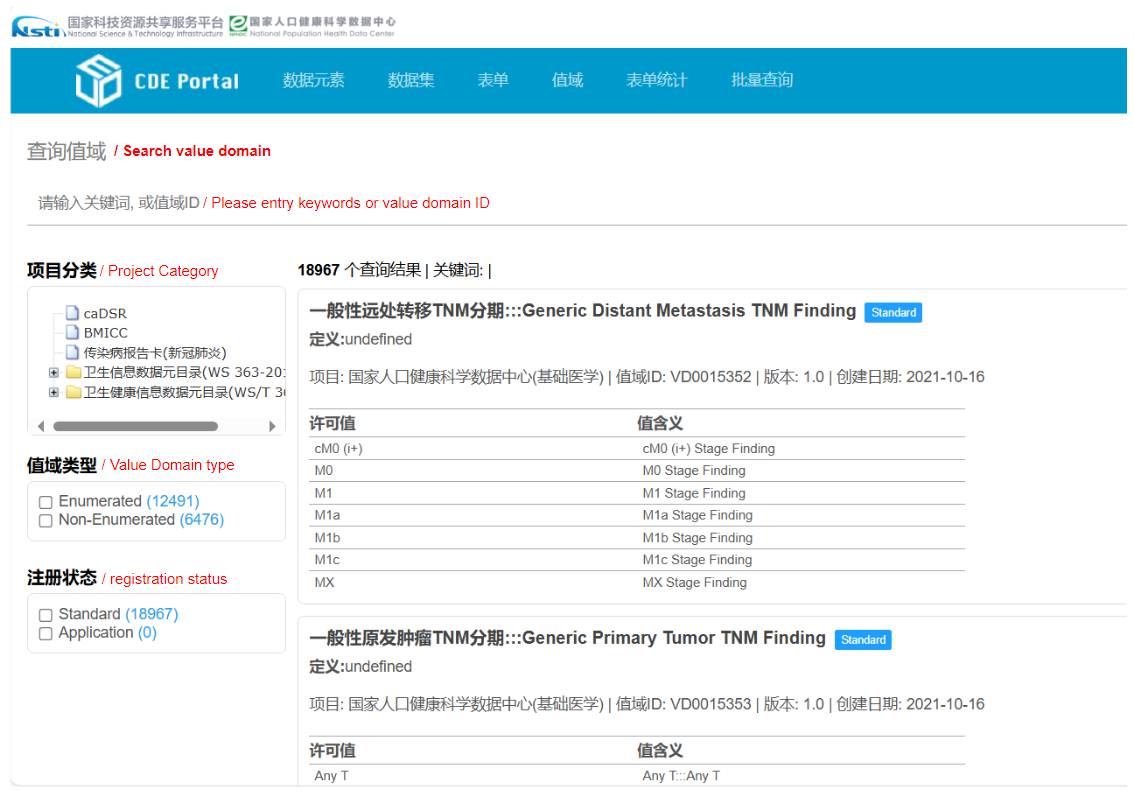 Nsti 国家科技资源共享服务平台 National Science & Technology Infrastructure 国家人口健康科学数据中心 NPHDC National Population Health Data Center
CDE Portal 数据元素 数据集 表单 值域 表单统计 批量查询
查询值域 / Search value domain
请输入关键词, 或值域ID / Please entry keywords or value domain ID
项目分类 / Project Category
caDSR
BMICC
传染病报告卡(新冠肺炎)
卫生信息数据元目录(WS 363-201
卫生健康信息数据元目录(WS/T 36
值域类型 / Value Domain type
Enumerated (12491)
Non-Enumerated (6476)
注册状态 / registration status
Standard (18967)
Application (0)
18967 个查询结果 | 关键词: |
一般性远处转移TNM分期:::Generic Distant Metastasis TNM Finding Standard
定义:undefined
项目: 国家人口健康科学数据中心(基础医学) | 值域ID: VD0015352 | 版本: 1.0 | 创建日期: 2021-10-16
许可值 值含义
cM0 (i+) cM0 (i+) Stage Finding
M0 M0 Stage Finding
M1 M1 Stage Finding
M1a M1a Stage Finding
M1b M1b Stage Finding
M1c M1c Stage Finding
MX MX Stage Finding
一般性原发肿瘤TNM分期:::Generic Primary Tumor TNM Finding Standard
定义:undefined
项目: 国家人口健康科学数据中心(基础医学) | 值域ID: VD0015353 | 版本: 1.0 | 创建日期: 2021-10-16
许可值 值含义
Any T Any T:::Any T